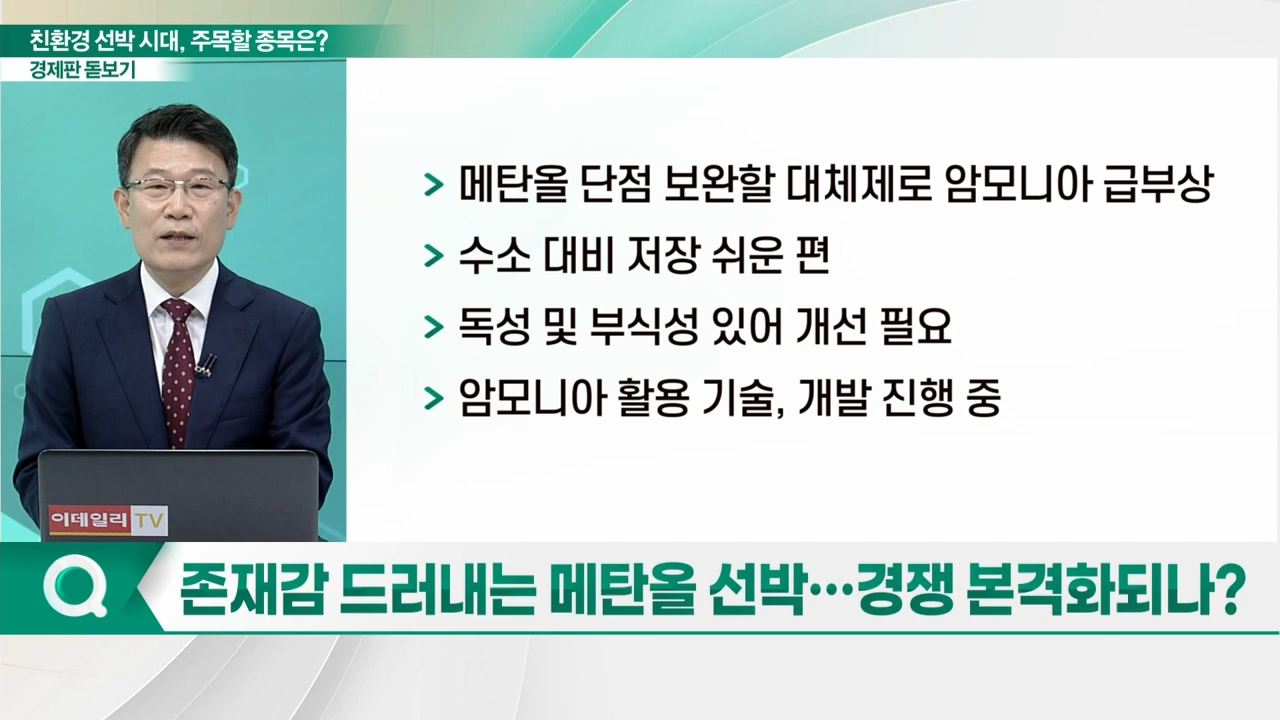 친환경 선박 시대, 주목할 종목은?
경제판 돋보기
> 메탄올 단점 보완할 대체제로 암모니아 급부상
> 수소 대비 저장 쉬운 편
> 독성 및 부식성 있어 개선 필요
> 암모니아 활용 기술, 개발 진행 중
이데일리 TV
Q 존재감 드러내는 메탄올 선박…경쟁 본격화되나?